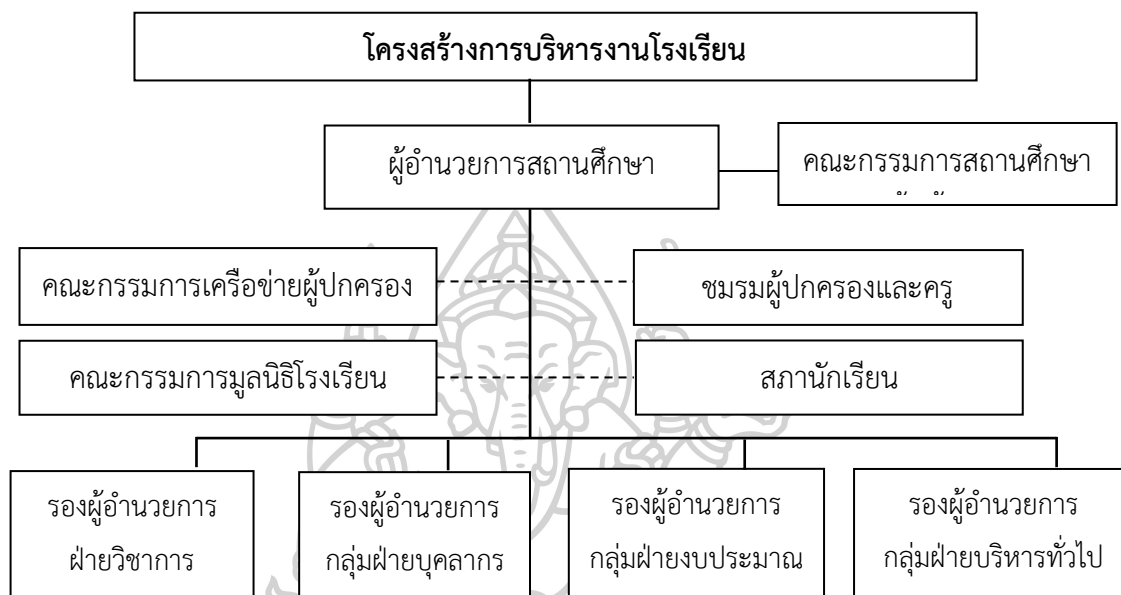 โครงสร้างการบริหารงานโรงเรียน
ผู้อำนวยการสถานศึกษา
คณะกรรมการสถานศึกษา
คณะกรรมการเครือข่ายผู้ปกครอง
ชมรมผู้ปกครองและครู
คณะกรรมการมูลนิธิโรงเรียน
สภานักเรียน
รองผู้อำนวยการ
ฝ่ายวิชาการ
รองผู้อำนวยการ
กลุ่มฝ่ายบุคลากร
รองผู้อำนวยการ
กลุ่มฝ่ายงบประมาณ
รองผู้อำนวยการ
กลุ่มฝ่ายบริหารทั่วไป